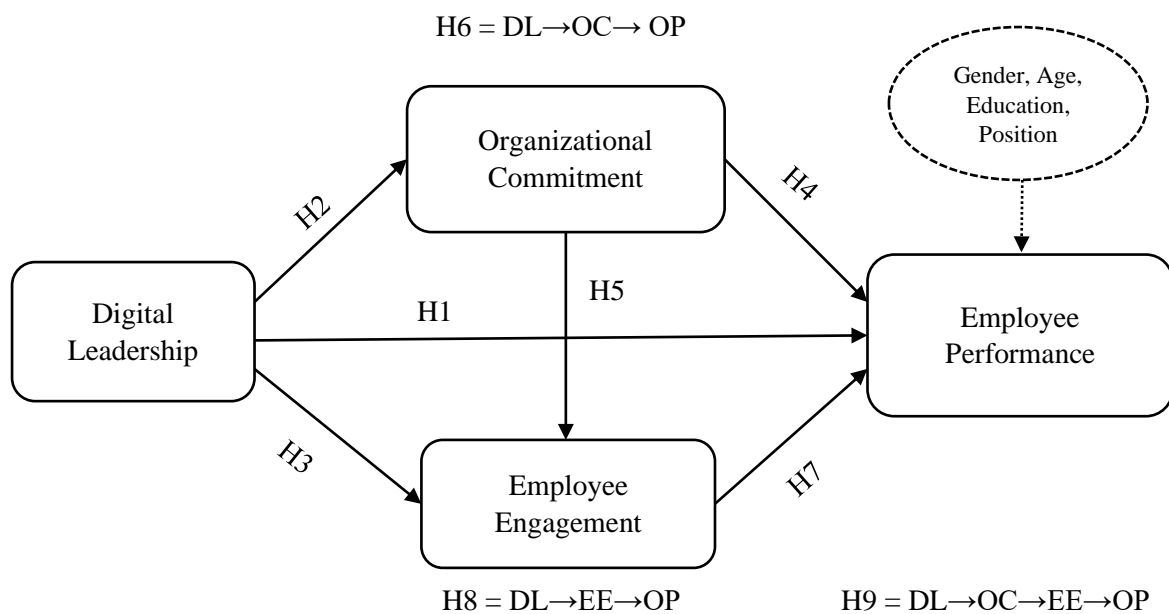 H6 = DL→OC→ OP
Gender, Age,
Education,
Position
Organizational
Commitment
H2
H4
Digital
Leadership
H1
H5
Employee
Performance
H3
Employee
Engagement
H7
H8 = DL→EE→OP
H9 = DL→OC→EE→OP